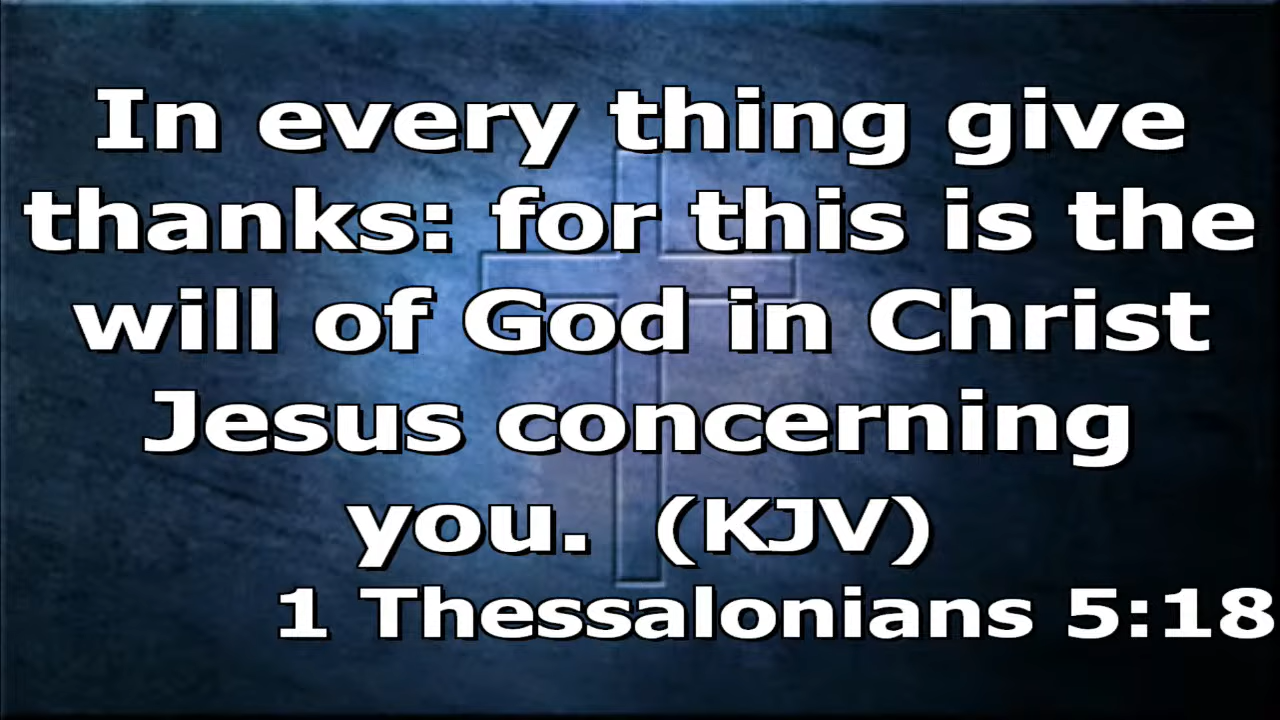 In every thing give
thanks: for this is the
will of God in Christ
Jesus concerning
you. (KJV)
1 Thessalonians 5:18